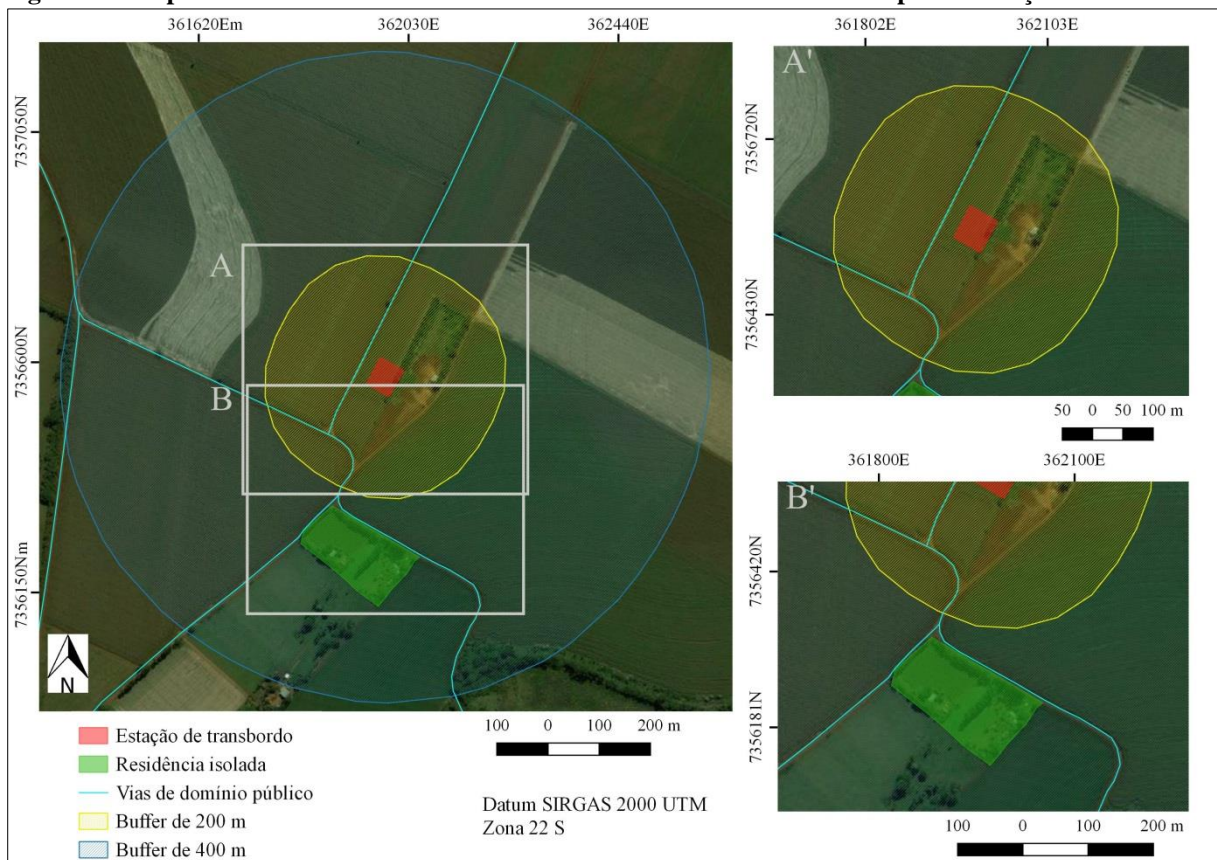 361620Em 362030E 362440E
7357050N
7356600N
7356150Nm
A
B
N
Estação de transbordo
Residência isolada
Vias de domínio público
Buffer de 200 m
Buffer de 400 m
100 0 100 200 m
Datum SIRGAS 2000 UTM
Zona 22 S
361802E 362103E
A'
7356720N
7356430N
50 0 50 100 m
361800E 362100E
B'
7356420N
7356181N
100 0 100 200 m